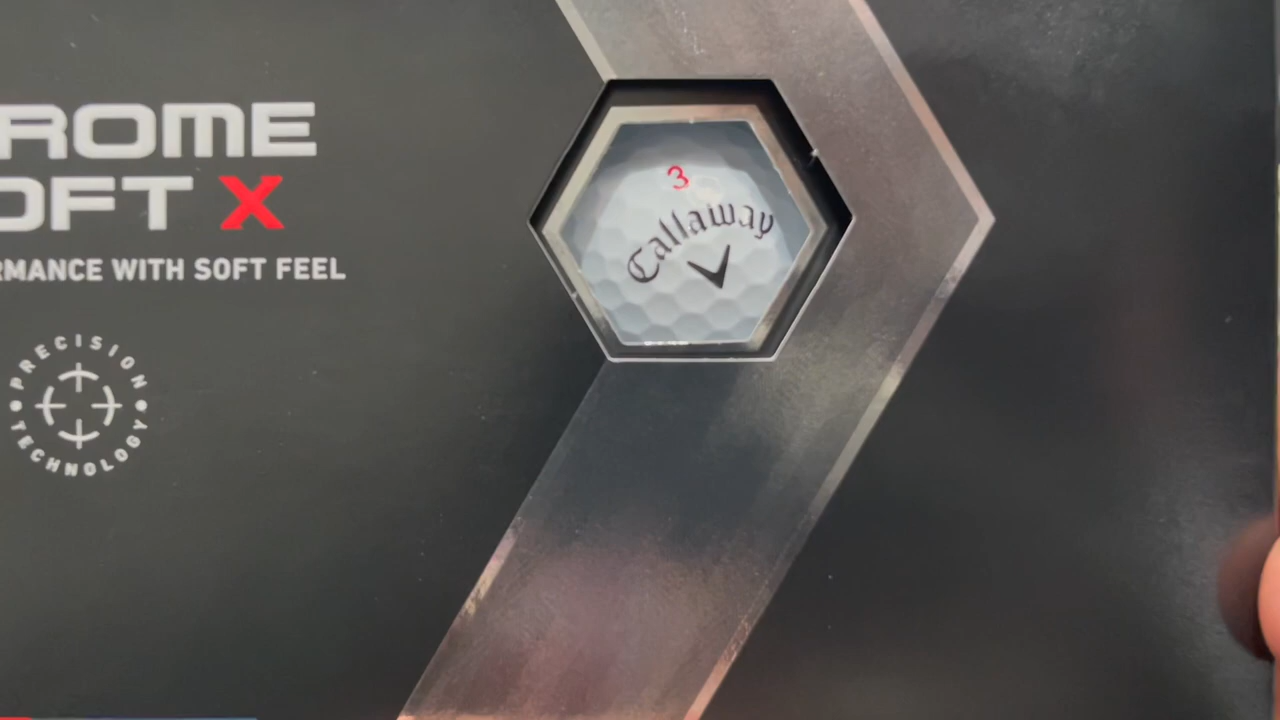 ROME
OFT X
RMANCE WITH SOFT FEEL
PRECISION
TECHNOLOGY
3
Callaway